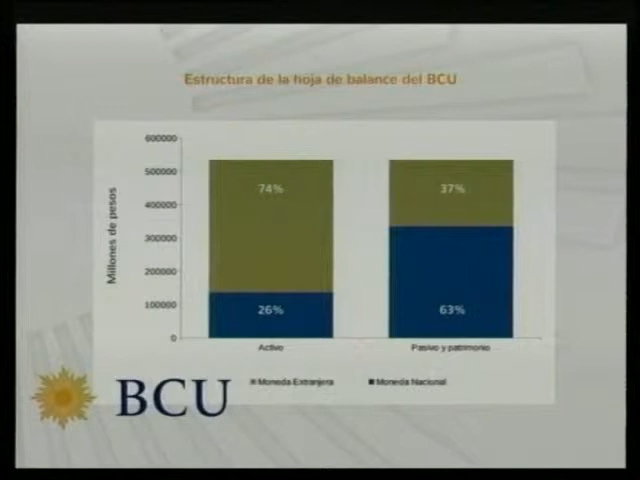 Estructura de la hoja de balance del BCU
600000
500000
400000
300000
200000
100000
0
Millones de pesos
74%
37%
26%
63%
Activo
Pasivo y patrimonio
Moneda Extranjera
Moneda Nacional
BCU